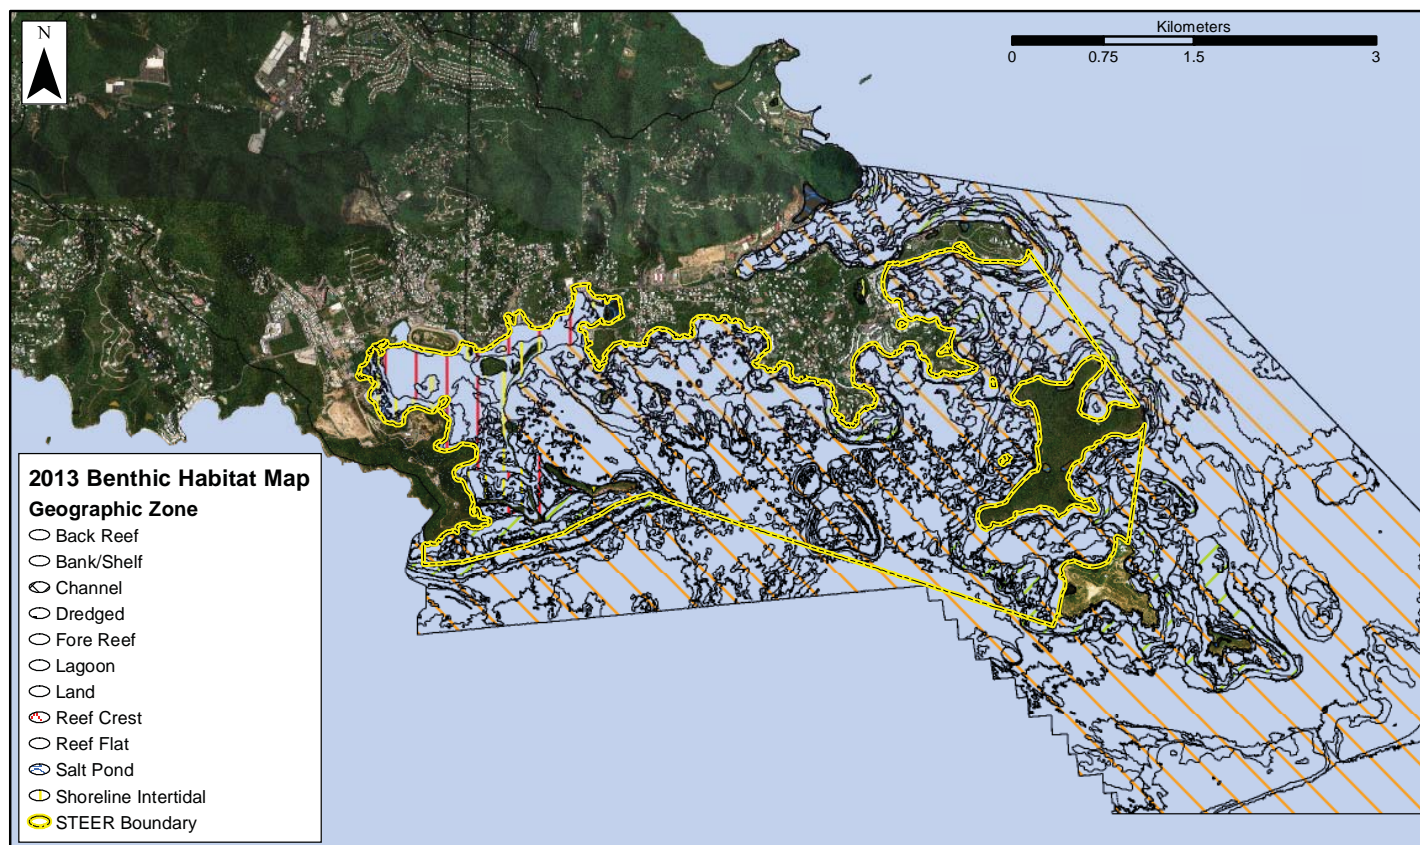 N
Kilometers
0 0.75 1.5 3
2013 Benthic Habitat Map
Geographic Zone
Back Reef
Bank/Shelf
Channel
Dredged
Fore Reef
Lagoon
Land
Reef Crest
Reef Flat
Salt Pond
Shoreline Intertidal
STEER Boundary